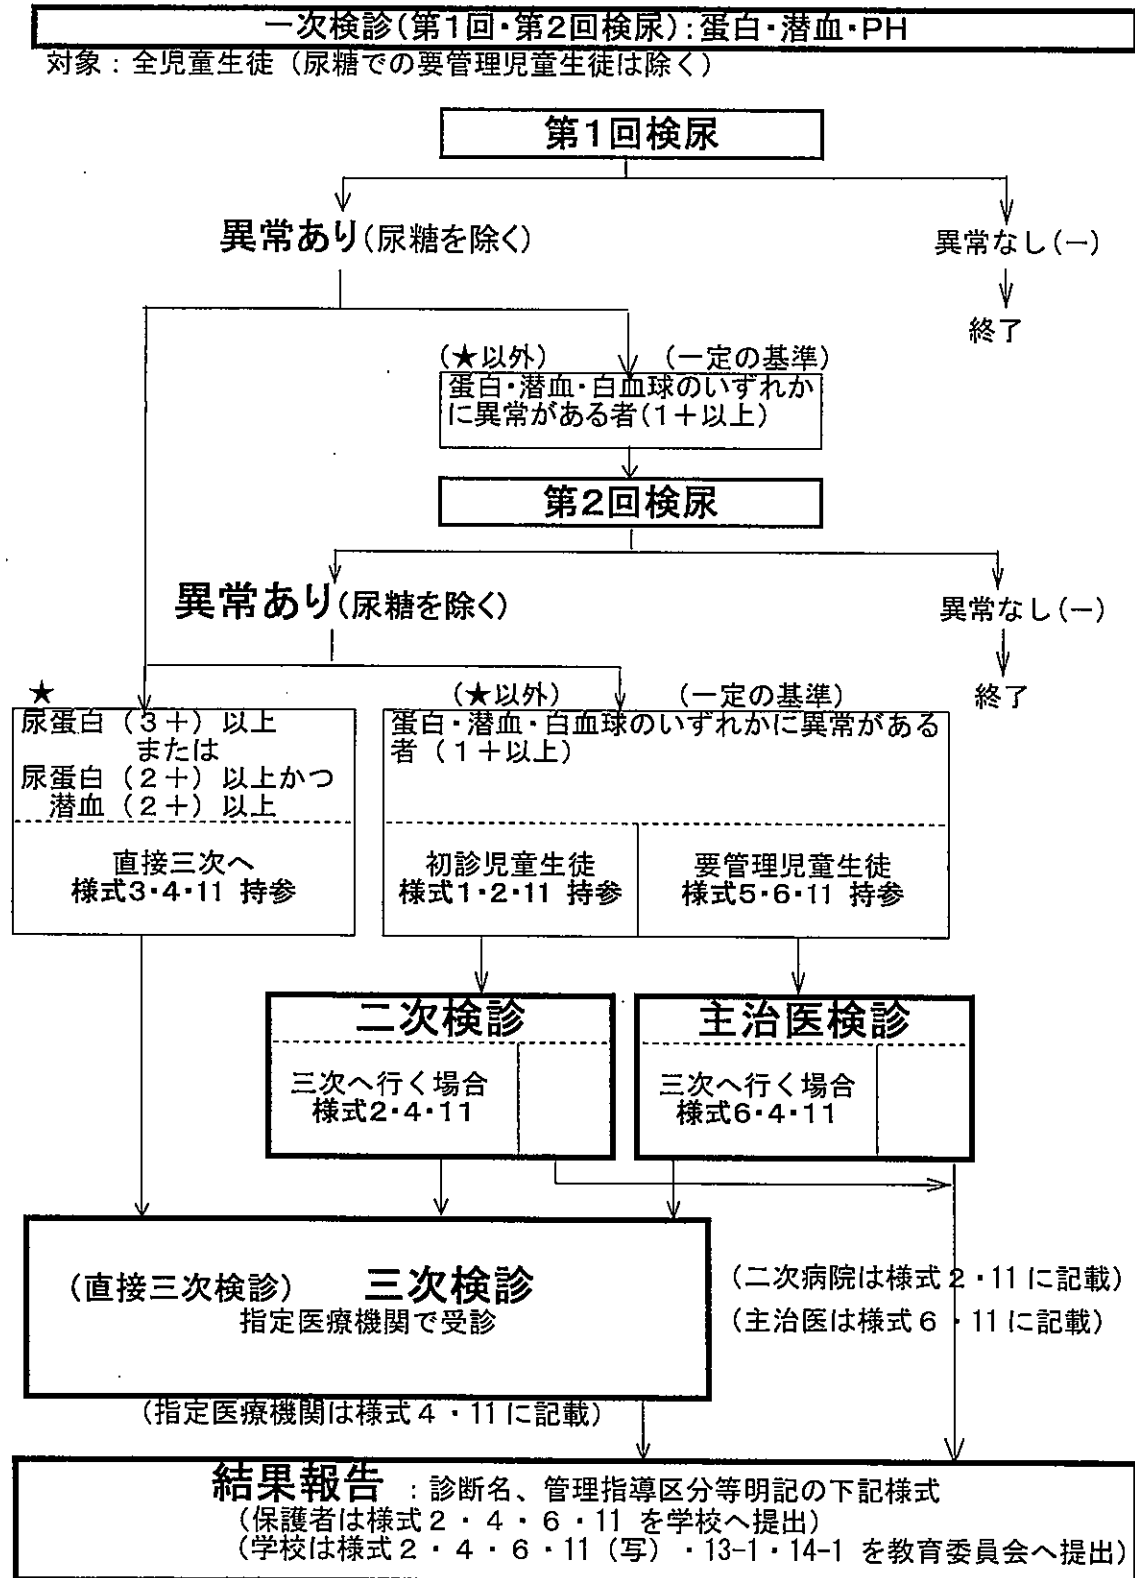 一次検診(第1回・第2回検尿):蛋白・潜血・PH
対象：全児童生徒（尿糖での要管理児童生徒は除く）
第1回検尿
異常あり(尿糖を除く)
異常なし(－)
終了
(★以外)
(一定の基準)
蛋白・潜血・白血球のいずれか
に異常がある者(1＋以上)
第2回検尿
異常あり(尿糖を除く)
異常なし(－)
終了
★
尿蛋白（3＋）以上
または
尿蛋白（2＋）以上かつ
潜血（2＋）以上
直接三次へ
様式3・4・11 持参
(★以外)
(一定の基準)
蛋白・潜血・白血球のいずれかに異常がある
者（1＋以上）
初診児童生徒
様式1・2・11 持参
要管理児童生徒
様式5・6・11 持参
二次検診
三次へ行く場合
様式2・4・11
主治医検診
三次へ行く場合
様式6・4・11
(直接三次検診) 三次検診
指定医療機関で受診
(二次病院は様式2・11に記載)
(主治医は様式6・11に記載)
(指定医療機関は様式4・11に記載)
結果報告 ：診断名、管理指導区分等明記の下記様式
(保護者は様式2・4・6・11 を学校へ提出)
(学校は様式2・4・6・11（写）・13-1・14-1 を教育委員会へ提出)